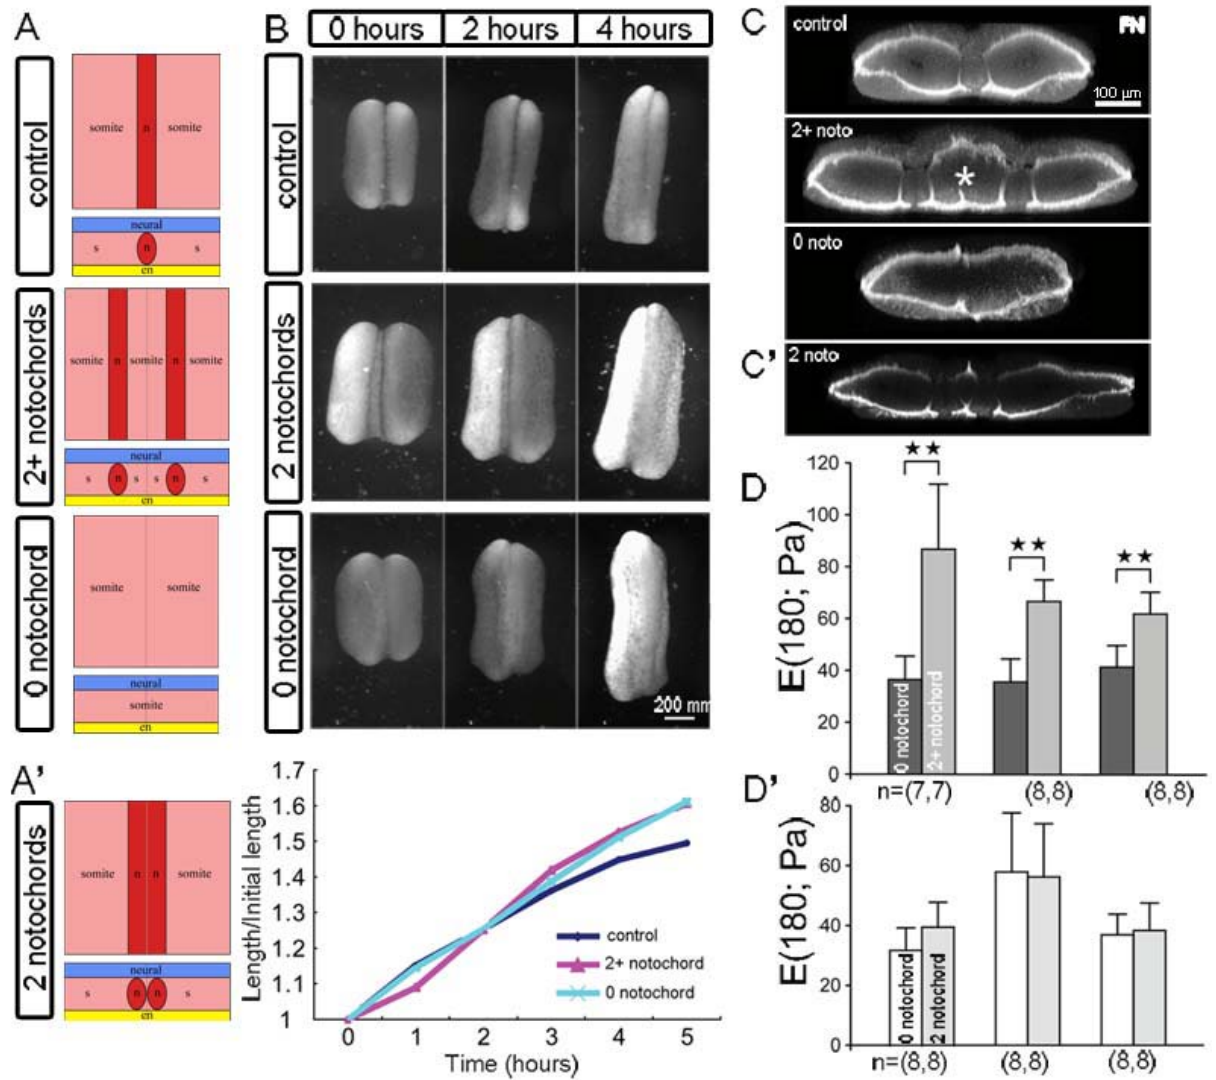 A
control
somite
n
somite
neural
s
n
s
en
2+ notochords
somite
n
somite
n
somite
neural
s
n
s
s
n
s
en
0 notochord
somite
somite
neural
somite
en
A'
2 notochords
somite
n
n
somite
neural
s
n
n
s
en
B
0 hours
2 hours
4 hours
control
2 notochords
0 notochord
200 mm
Length/Initial length
1.7
1.6
1.5
1.4
1.3
1.2
1.1
1
0
1
2
3
4
5
Time (hours)
control
2+ notochord
0 notochord
C
control
FN
100 µm
2+ noto
*
0 noto
C'
2 noto
D
E(180; Pa)
120
100
80
60
40
20
0
★★
★★
★★
0 notochord
2+ notochord
n=(7,7)
(8,8)
(8,8)
D'
E(180; Pa)
80
60
40
20
0
0 notochord
2 notochord
n=(8,8)
(8,8)
(8,8)